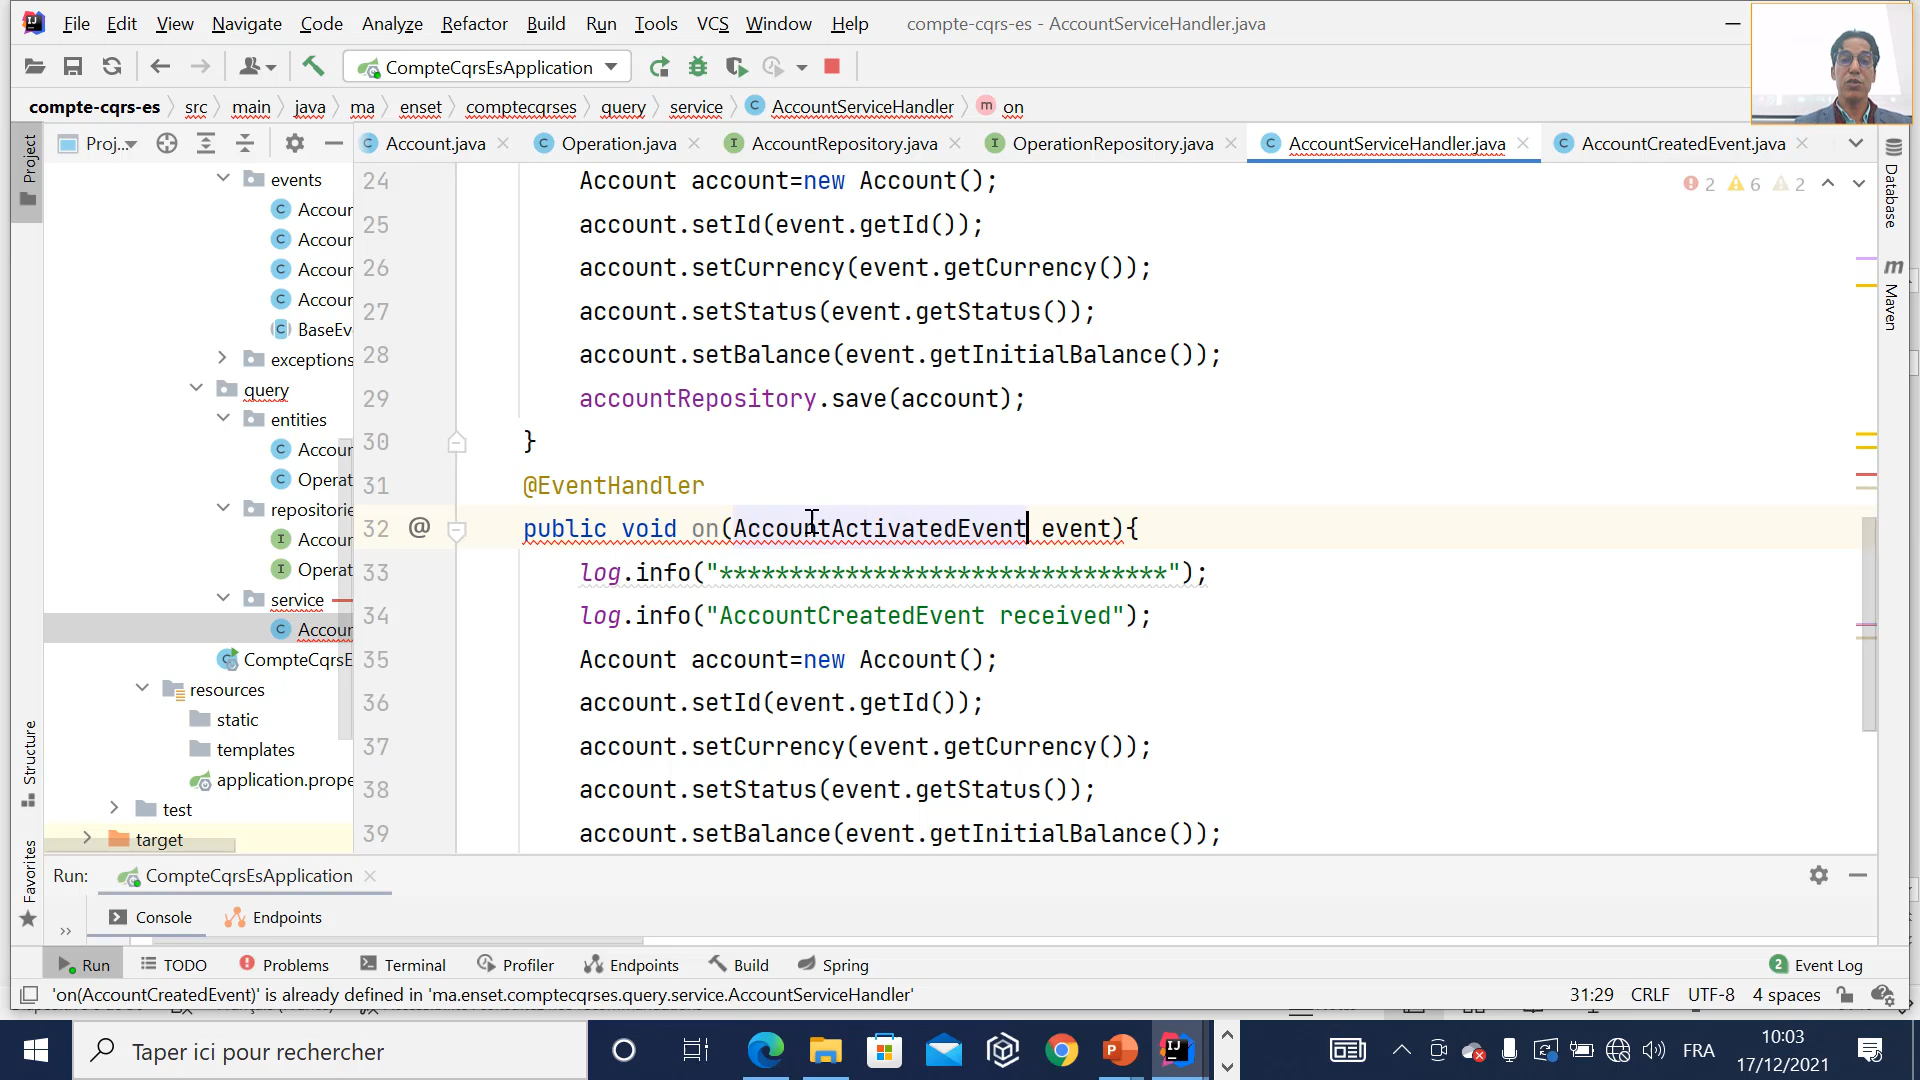 File Edit View Navigate Code Analyze Refactor Build Run Tools VCS Window Help compte-cqrs-es - AccountServiceHandler.java
CompteCqrsEsApplication
compte-cqrs-es src main java ma enset comptecqrses query service AccountServiceHandler on
Project
Proj...
Account.java Operation.java AccountRepository.java OperationRepository.java AccountServiceHandler.java AccountCreatedEvent.java
events
Accour
Accour
Accour
Accour
BaseEv
exceptions
query
entities
Accour
Operat
repositorie
Accour
Operat
service
Accour
CompteCqrsE
resources
static
templates
application.prope
test
target
2 6 2
24 Account account=new Account();
25 account.setId(event.getId());
26 account.setCurrency(event.getCurrency());
27 account.setStatus(event.getStatus());
28 account.setBalance(event.getInitialBalance());
29 accountRepository.save(account);
30 }
31 @EventHandler
32 @ public void on(AccountActivatedEvent event){
33 log.info("********************************");
34 log.info("AccountCreatedEvent received");
35 Account account=new Account();
36 account.setId(event.getId());
37 account.setCurrency(event.getCurrency());
38 account.setStatus(event.getStatus());
39 account.setBalance(event.getInitialBalance());
Database
Maven
Structure
Favorites
Run: CompteCqrsEsApplication
Console Endpoints
Run TODO Problems Terminal Profiler Endpoints Build Spring 2 Event Log
'on(AccountCreatedEvent)' is already defined in 'ma.enset.comptecqrses.query.service.AccountServiceHandler' 31:29 CRLF UTF-8 4 spaces
Taper ici pour rechercher
FRA
10:03
17/12/2021